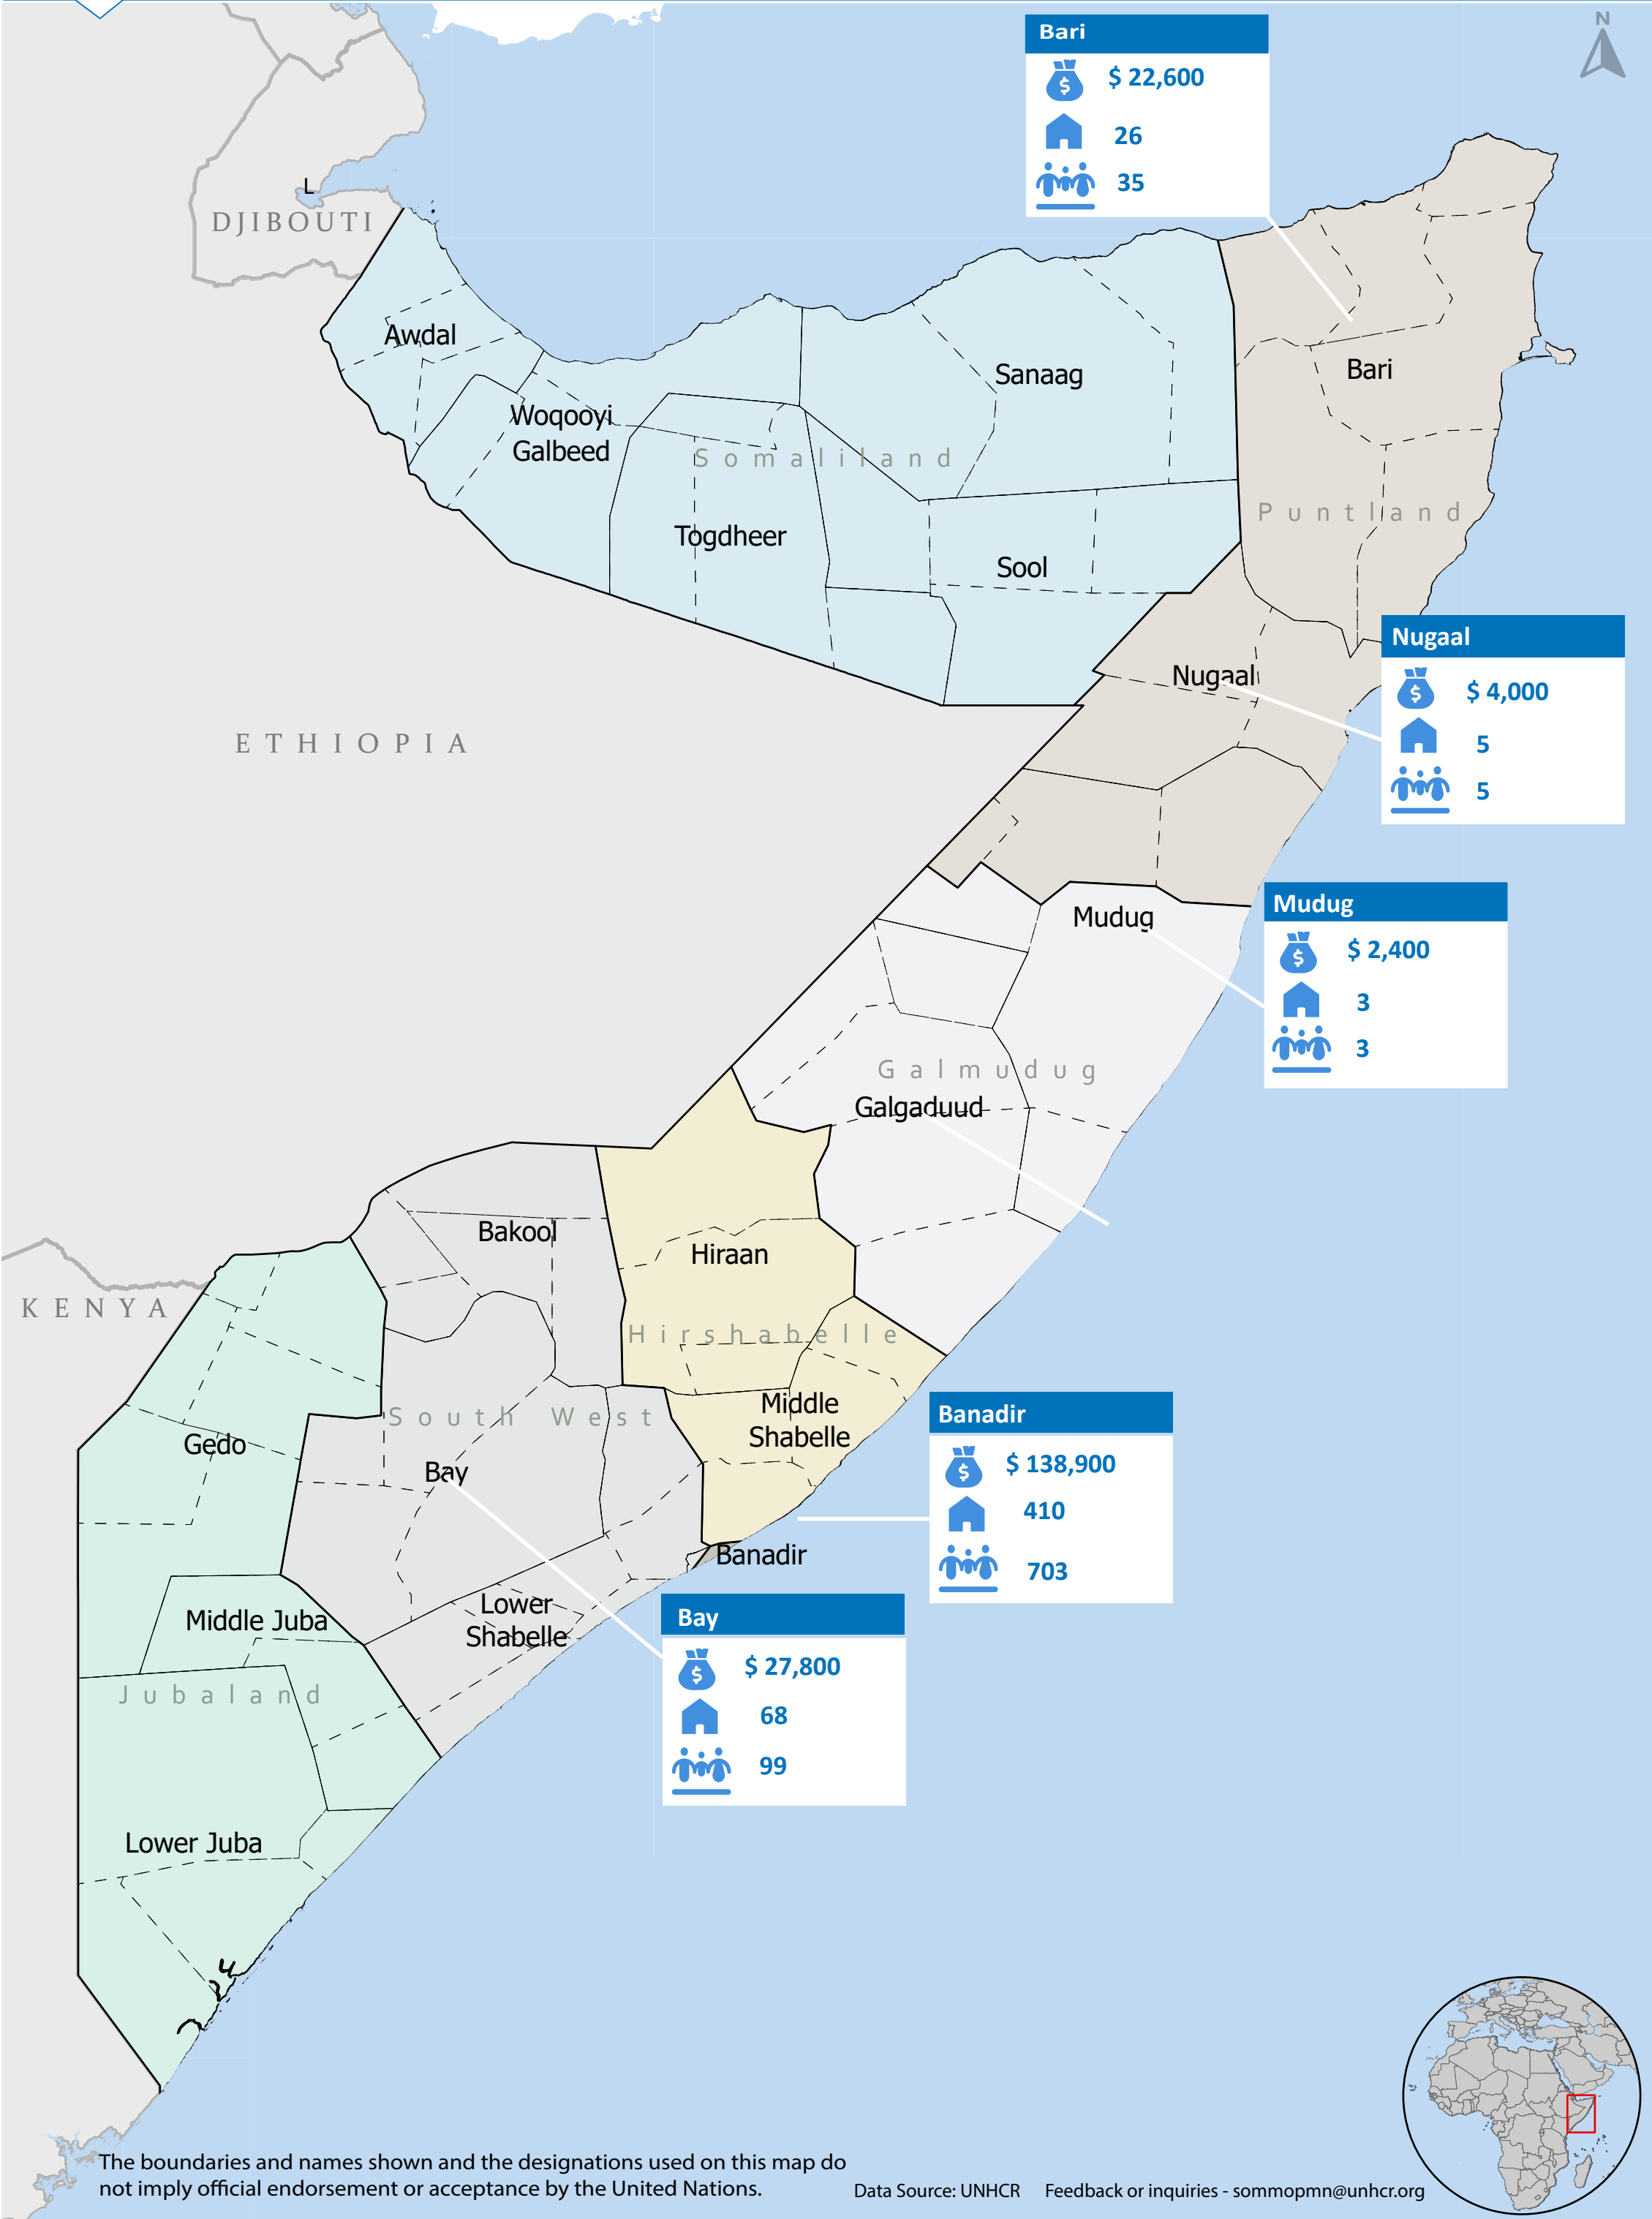 Bari
$ 22,600
26
35
N
L
DJIBOUTI
Awdal
Woqooyi
Galbeed
Somaliland
Togdheer
Sanaag
Sool
Bari
Puntland
Nugaal
Nugaal
$ 4,000
5
5
ETHIOPIA
Mudug
Mudug
$ 2,400
3
3
Galmudug
Galgaduud
Bakool
Hiraan
Hirshabelle
KENYA
Middle
Shabelle
South West
Gedo
Bay
Banadir
$ 138,900
410
703
Banadir
Lower
Shabelle
Bay
$ 27,800
68
99
Middle Juba
Jubaland
Lower Juba
The boundaries and names shown and the designations used on this map do
not imply official endorsement or acceptance by the United Nations.
Data Source: UNHCR
Feedback or inquiries - sommopmn@unhcr.org